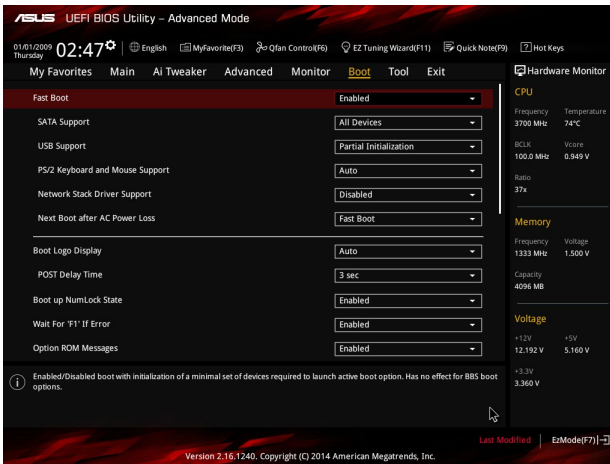 ASUS UEFI BIOS Utility – Advanced Mode
01/01/2009 Thursday 02:47 English MyFavorite(F3) Qfan Control(F6) EZ Tuning Wizard(F11) Quick Note(F9) ? Hot Keys
My Favorites Main Ai Tweaker Advanced Monitor Boot Tool Exit
Fast Boot Enabled
SATA Support All Devices
USB Support Partial Initialization
PS/2 Keyboard and Mouse Support Auto
Network Stack Driver Support Disabled
Next Boot after AC Power Loss Fast Boot
Boot Logo Display Auto
POST Delay Time 3 sec
Boot up NumLock State Enabled
Wait For 'F1' If Error Enabled
Option ROM Messages Enabled
i Enabled/Disabled boot with initialization of a minimal set of devices required to launch active boot option. Has no effect for BBS boot
options.
Hardware Monitor
CPU
Frequency Temperature
3700 MHz 74°C
BCLK Vcore
100.0 MHz 0.949 V
Ratio
37x
Memory
Frequency Voltage
1333 MHz 1.500 V
Capacity
4096 MB
Voltage
+12V +5V
12.192 V 5.160 V
+3.3V
3.360 V
Last Modified EzMode(F7)
Version 2.16.1240. Copyright (C) 2014 American Megatrends, Inc.